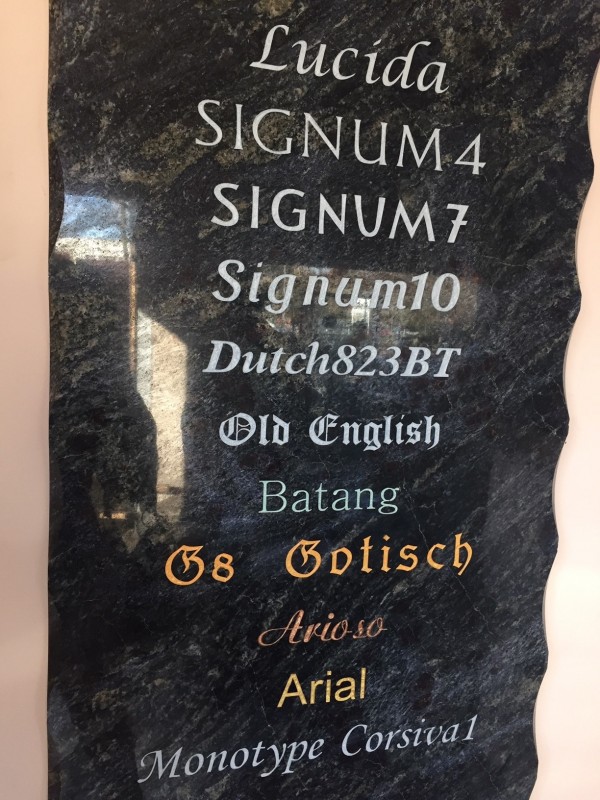 Lucida
SIGNUM4
SIGNUM7
Signum10
Dutch823BT
Old English
Batang
G8 Gotisch
Arioso
Arial
Monotype Corsiva1